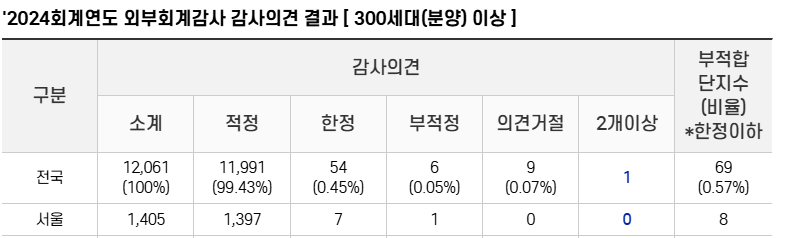 '2024회계연도 외부회계감사 감사의견 결과 [ 300세대(분양) 이상 ]
구분 감사의견 부적합
단지수
(비율)
*한정이하
소계 적정 한정 부적정 의견거절 2개이상
전국 12,061 11,991 54 6 9 1 69
(100%) (99.43%) (0.45%) (0.05%) (0.07%) (0.57%)
서울 1,405 1,397 7 1 0 0 8